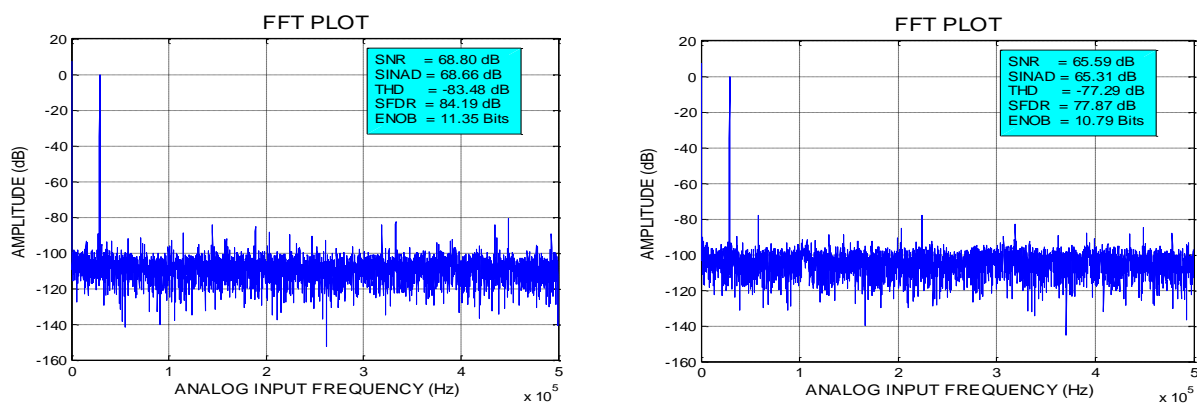 FFT PLOT
20
0
-20
-40
-60
-80
-100
-120
-140
-160
AMPLITUDE (dB)
SNR = 68.80 dB
SINAD = 68.66 dB
THD = -83.48 dB
SFDR = 84.19 dB
ENOB = 11.35 Bits
0 1 2 3 4 5
ANALOG INPUT FREQUENCY (Hz)
x 10^5
FFT PLOT
20
0
-20
-40
-60
-80
-100
-120
-140
-160
AMPLITUDE (dB)
SNR = 65.59 dB
SINAD = 65.31 dB
THD = -77.29 dB
SFDR = 77.87 dB
ENOB = 10.79 Bits
0 1 2 3 4 5
ANALOG INPUT FREQUENCY (Hz)
x 10^5